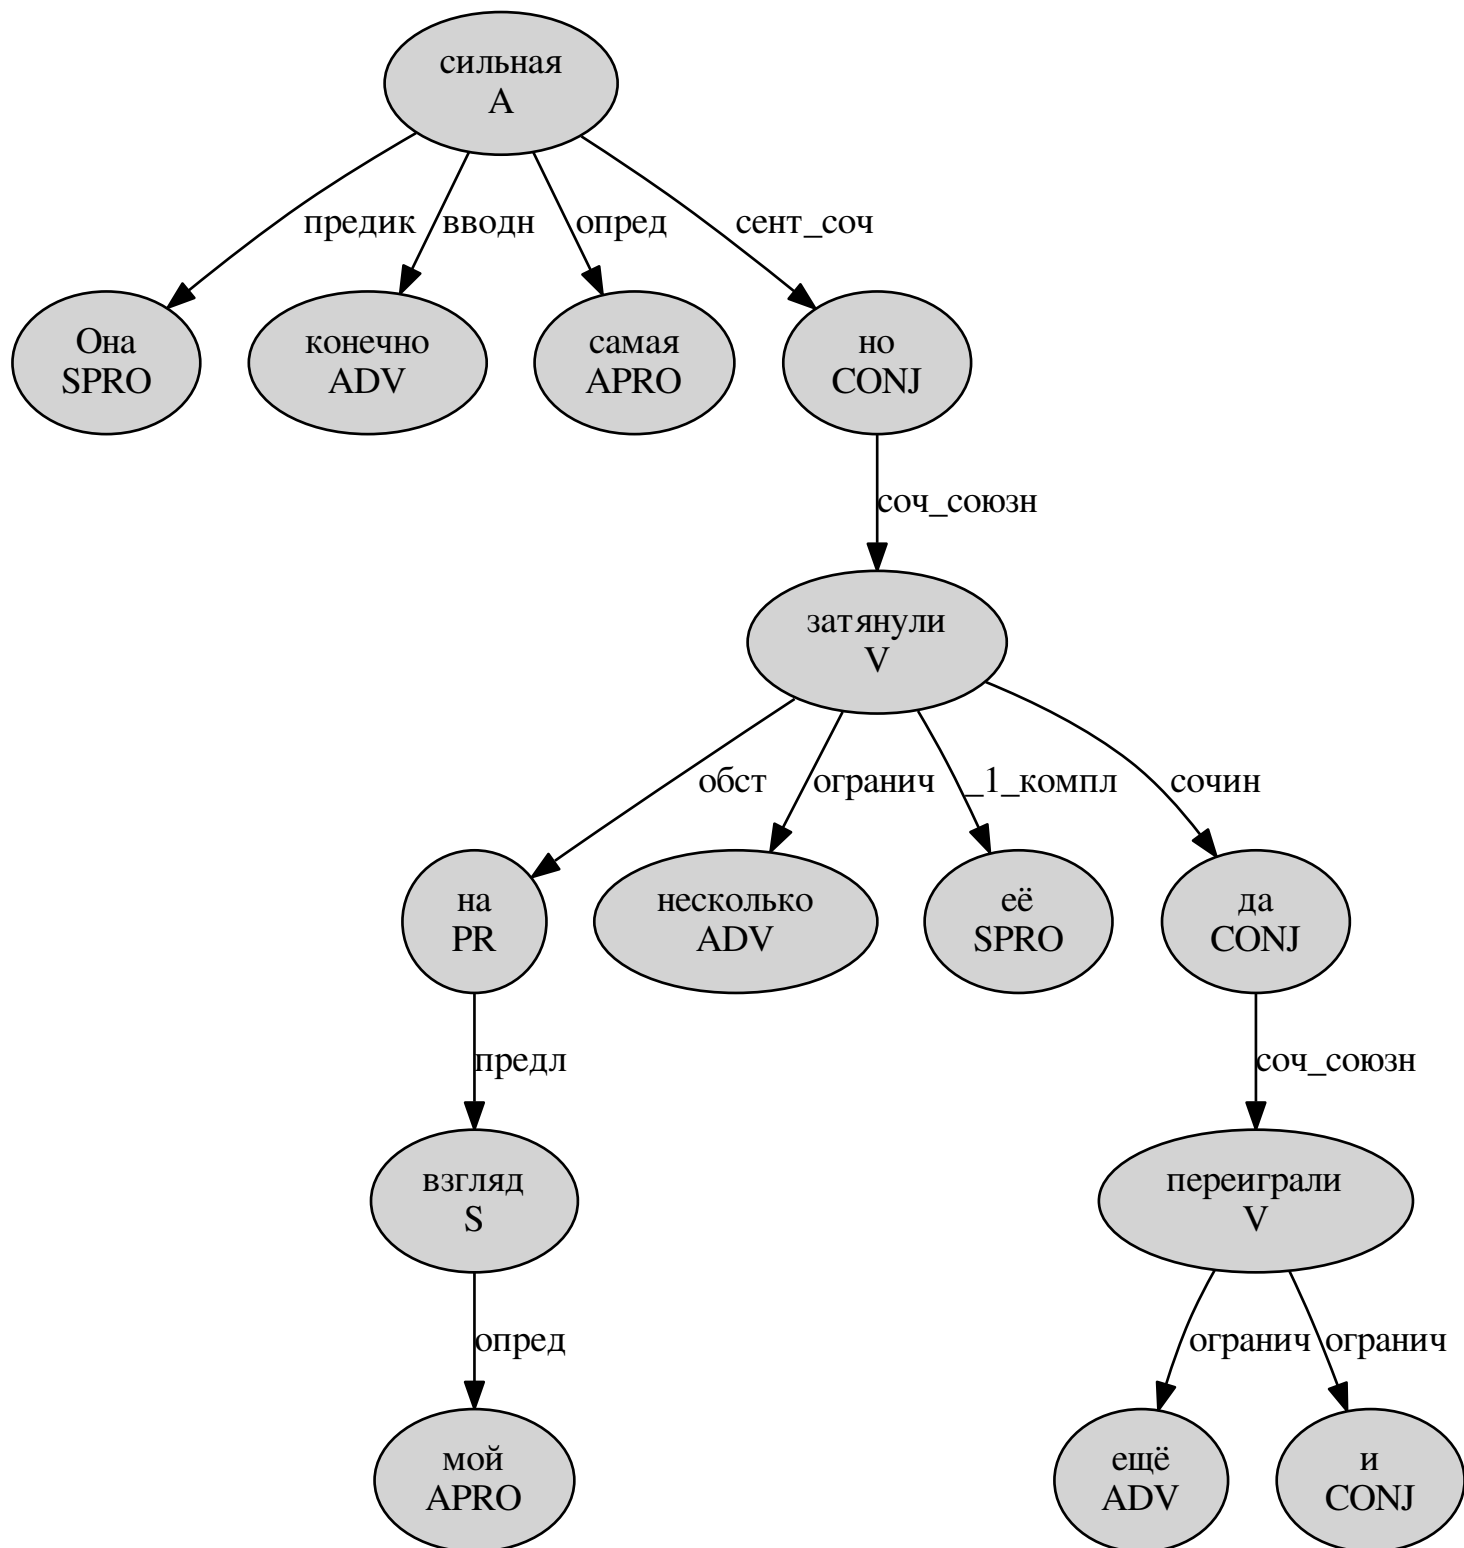 сильная
A
предик
вводн
опред
сент_соч
Она
SPRO
конечно
ADV
самая
APRO
но
CONJ
соч_союзн
затянули
V
обст
огранич
_1_компл
сочин
на
PR
несколько
ADV
её
SPRO
да
CONJ
предл
соч_союзн
взгляд
S
переиграли
V
опред
огранич
огранич
мой
APRO
ещё
ADV
и
CONJ